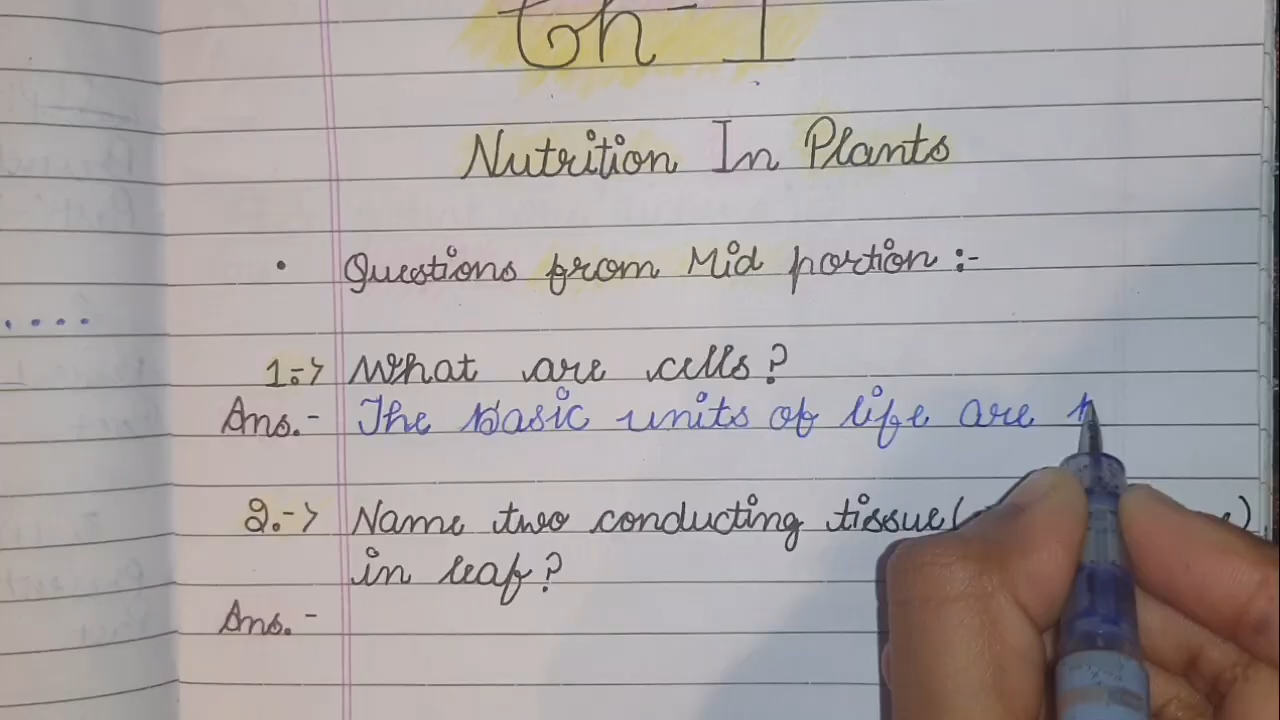 Ch-1
Nutrition In Plants
• Questions from Mid portion :-
1.-> What are cells?
Ans.- The basic units of life are
2.-> Name two conducting tissue(
in leaf?
Ans.-